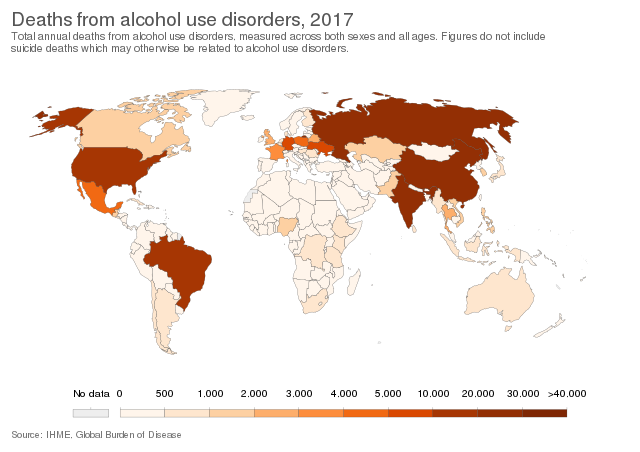 Deaths from alcohol use disorders, 2017
Total annual deaths from alcohol use disorders. measured across both sexes and all ages. Figures do not include
suicide deaths which may otherwise be related to alcohol use disorders.
No data 0 500 1.000 2.000 3.000 4.000 5.000 10.000 20.000 30.000 >40.000
Source: IHME, Global Burden of Disease